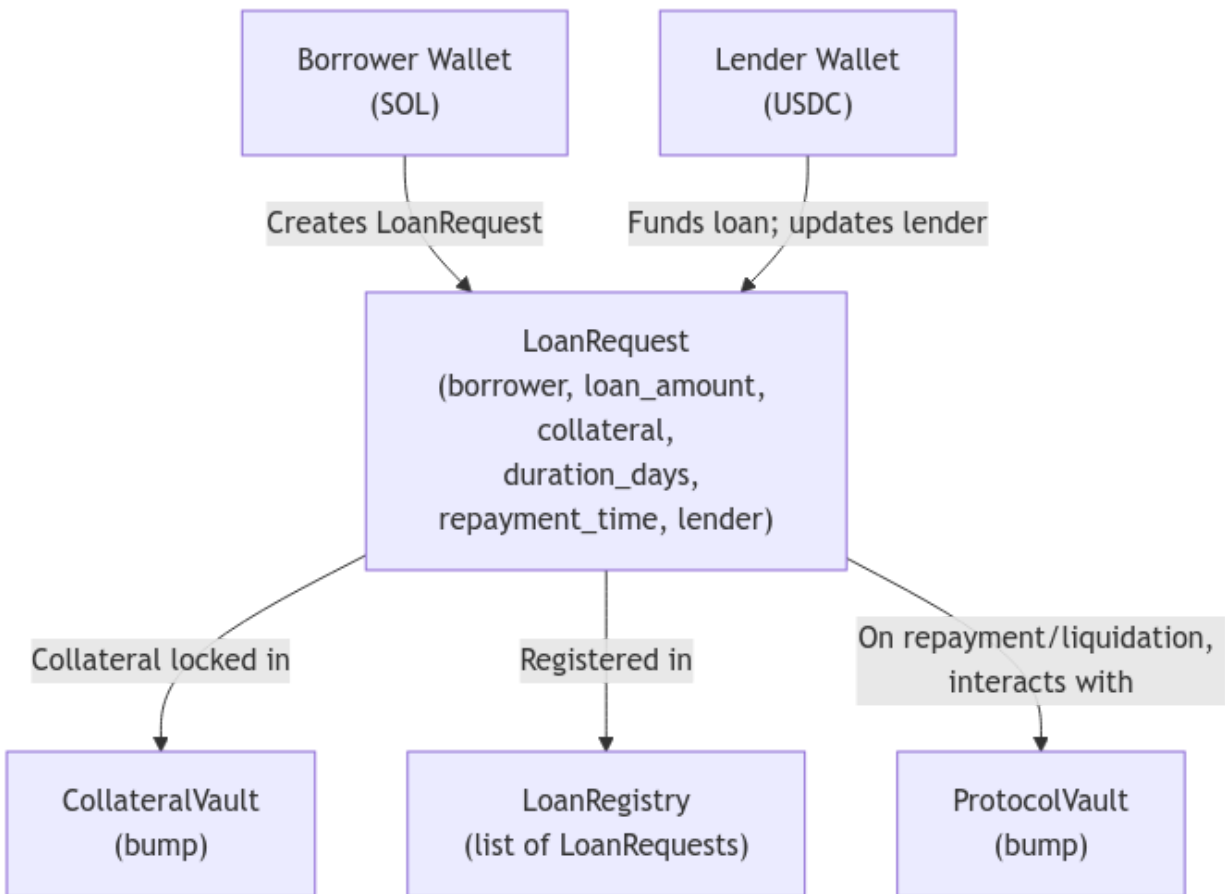 Borrower Wallet
(SOL)
Lender Wallet
(USDC)
Creates LoanRequest
Funds loan; updates lender
LoanRequest
(borrower, loan_amount,
collateral,
duration_days,
repayment_time, lender)
Collateral locked in
Registered in
On repayment/liquidation,
interacts with
CollateralVault
(bump)
LoanRegistry
(list of LoanRequests)
ProtocolVault
(bump)